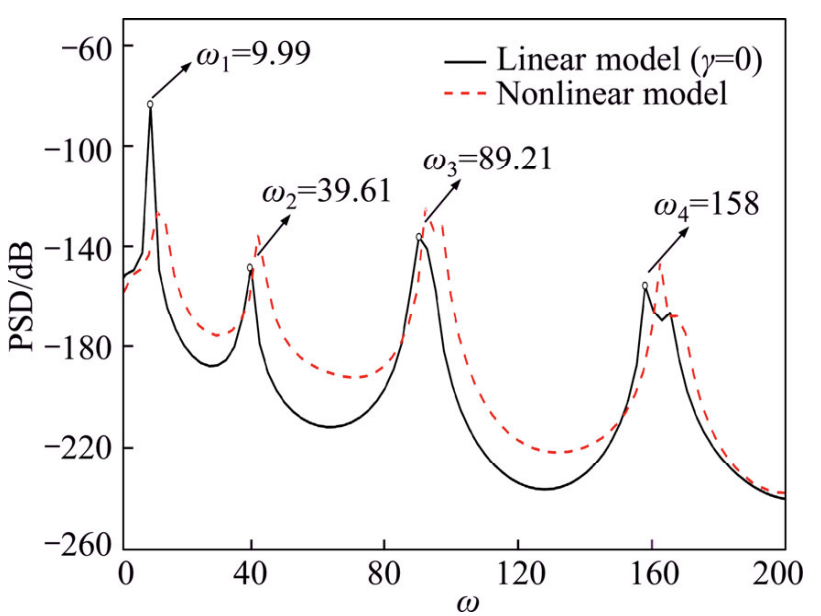 −60
−100
−140
−180
−220
−260
PSD/dB
ω₁=9.99
ω₂=39.61
ω₃=89.21
ω₄=158
Linear model (γ=0)
Nonlinear model
0
40
80
120
160
200
ω